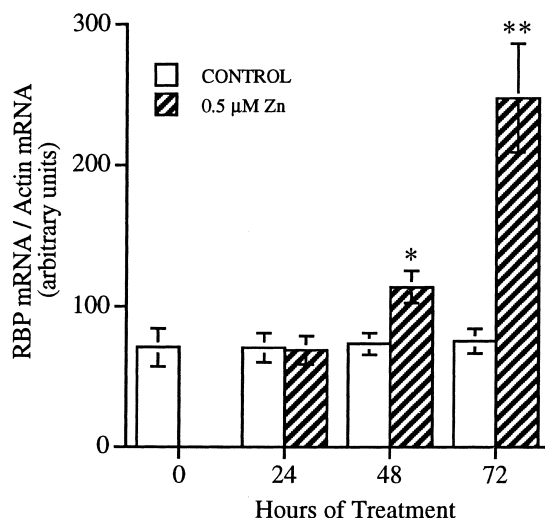 300
200
100
0
RBP mRNA / Actin mRNA
(arbitrary units)
CONTROL
0.5 µM Zn
*
**
0 24 48 72
Hours of Treatment